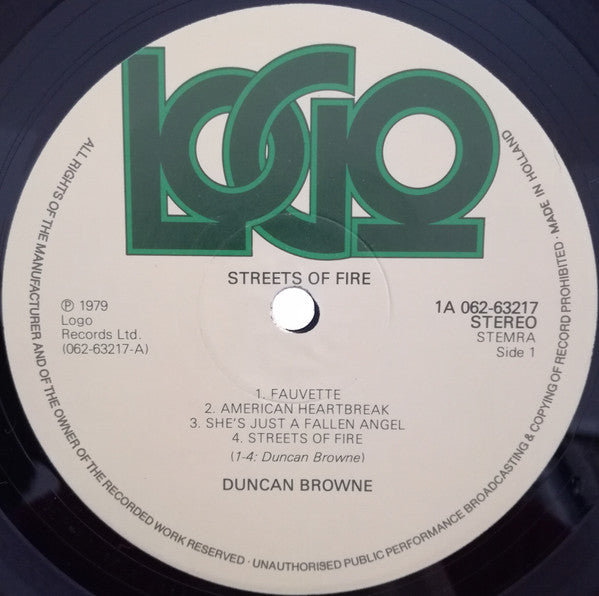 LOGO
STREETS OF FIRE
℗ 1979
Logo
Records Ltd.
(062-63217-A)
1A 062-63217
STEREO
STEMRA
Side 1
1. FAUVETTE
2. AMERICAN HEARTBREAK
3. SHE'S JUST A FALLEN ANGEL
4. STREETS OF FIRE
(1-4: Duncan Browne)
DUNCAN BROWNE
ALL RIGHTS OF THE MANUFACTURER AND OF THE OWNER OF THE RECORDED WORK RESERVED · UNAUTHORISED PUBLIC PERFORMANCE BROADCASTING & COPYING OF RECORD PROHIBITED · MADE IN HOLLAND